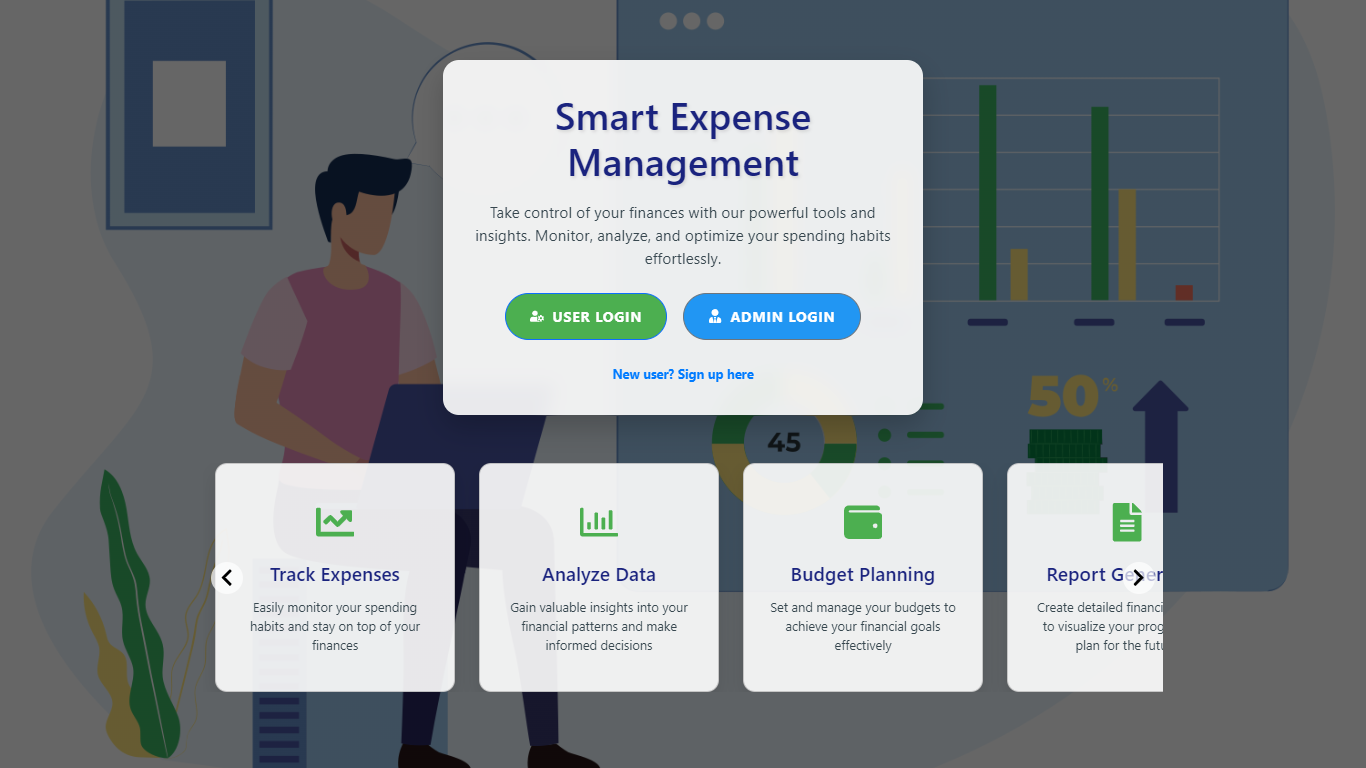 Smart Expense
Management
Take control of your finances with our powerful tools and
insights. Monitor, analyze, and optimize your spending habits
effortlessly.
USER LOGIN
ADMIN LOGIN
New user? Sign up here
50%
45
Track Expenses
Easily monitor your spending
habits and stay on top of your
finances
Analyze Data
Gain valuable insights into your
financial patterns and make
informed decisions
Budget Planning
Set and manage your budgets to
achieve your financial goals
effectively
Report Gener
Create detailed financi
to visualize your prog
plan for the futu